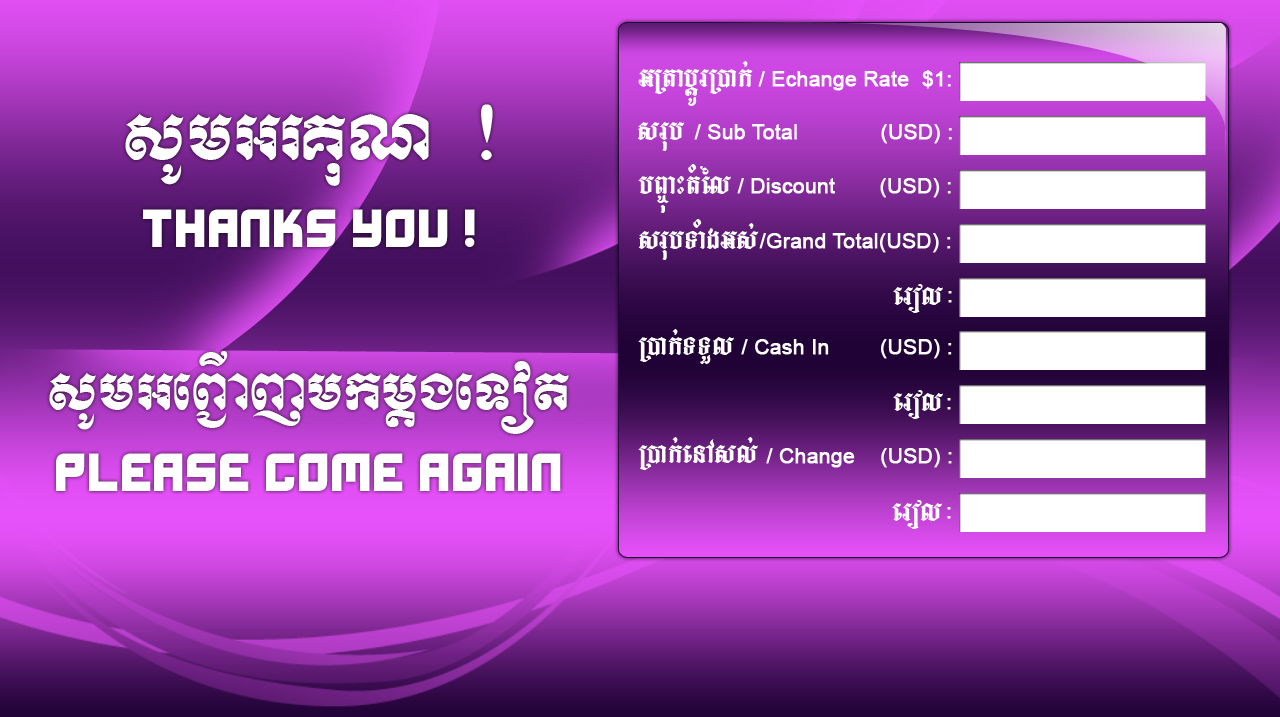 សូមអរគុណ !
THANKS YOU !
សូមអញ្ជើញមកម្ដងទៀត
PLEASE COME AGAIN
អត្រាប្ដូរប្រាក់ / Echange Rate $1:
សរុប / Sub Total (USD) :
បញ្ចុះតំលៃ / Discount (USD) :
សរុបទាំងអស់/Grand Total(USD) :
រៀល :
ប្រាក់ទទួល / Cash In (USD) :
រៀល :
ប្រាក់នៅសល់ / Change (USD) :
រៀល :